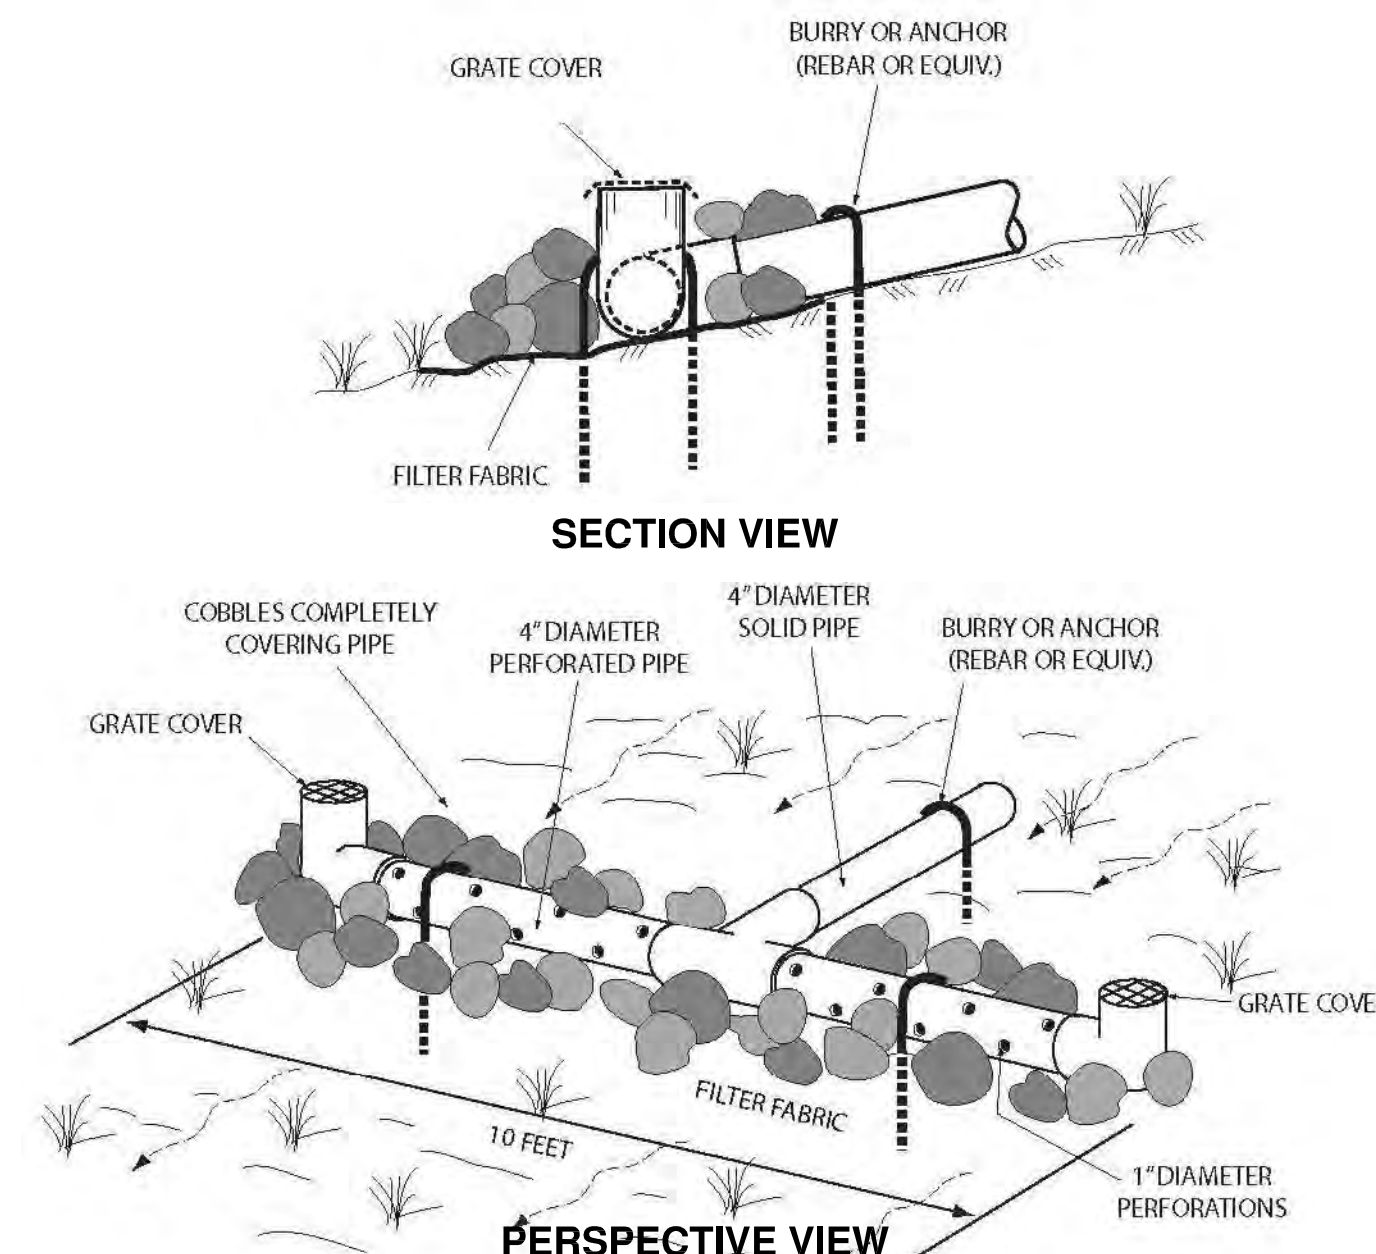 BURRY OR ANCHOR
(REBAR OR EQUIV.)
GRATE COVER
FILTER FABRIC
SECTION VIEW
COBBLES COMPLETELY
COVERING PIPE
4" DIAMETER
PERFORATED PIPE
4" DIAMETER
SOLID PIPE
BURRY OR ANCHOR
(REBAR OR EQUIV.)
GRATE COVER
GRATE COVE
FILTER FABRIC
10 FEET
1" DIAMETER
PERFORATIONS
PERSPECTIVE VIEW